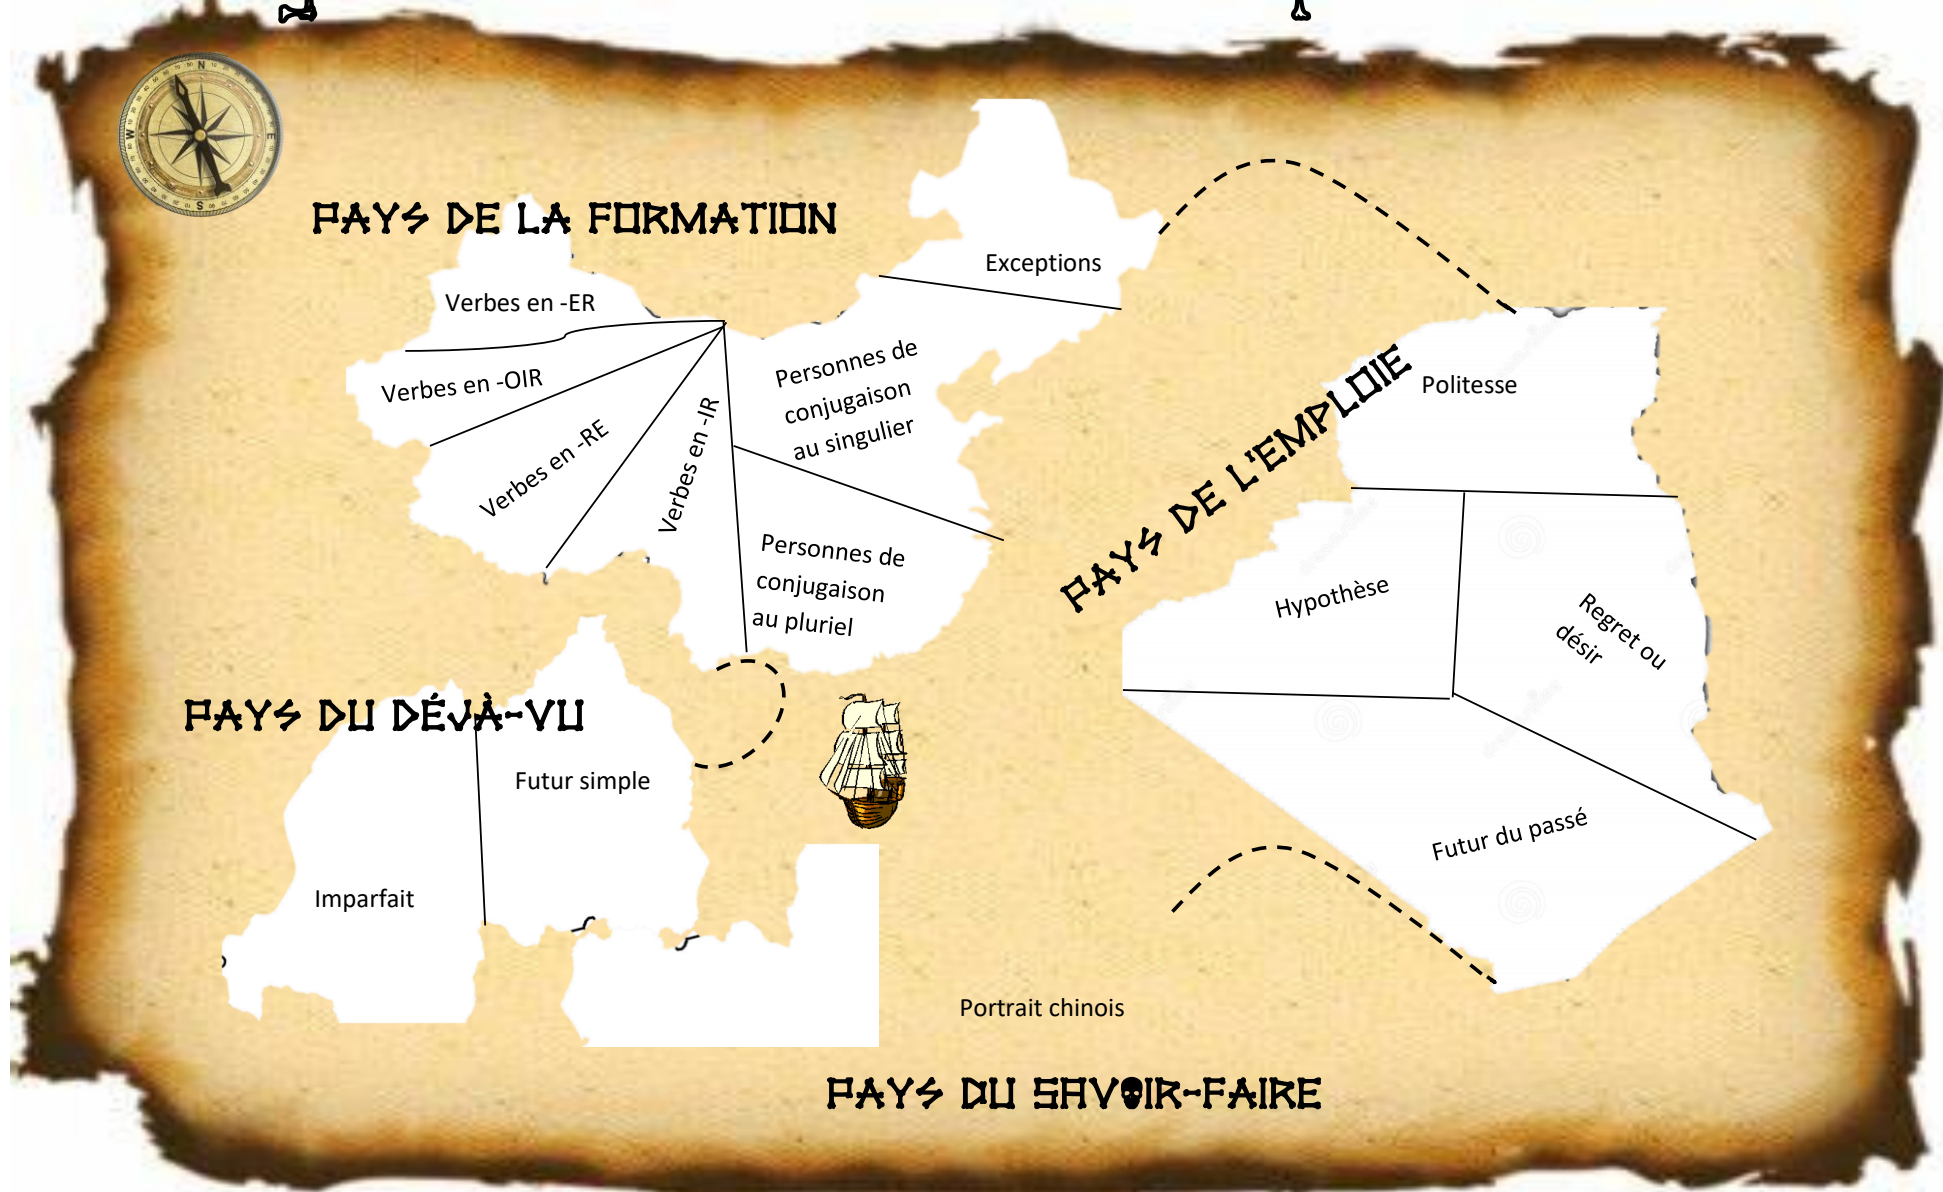 N
E
S
W
PAYS DE LA FORMATION
Exceptions
Verbes en -ER
Verbes en -OIR
Verbes en -RE
Verbes en -IR
Personnes de
conjugaison
au singulier
Personnes de
conjugaison
au pluriel
PAYS DE L'EMPLOIE
Politesse
Hypothèse
Regret ou
désir
Futur du passé
PAYS DU DÉJÀ-VU
Futur simple
Imparfait
Portrait chinois
PAYS DU SAVOIR-FAIRE